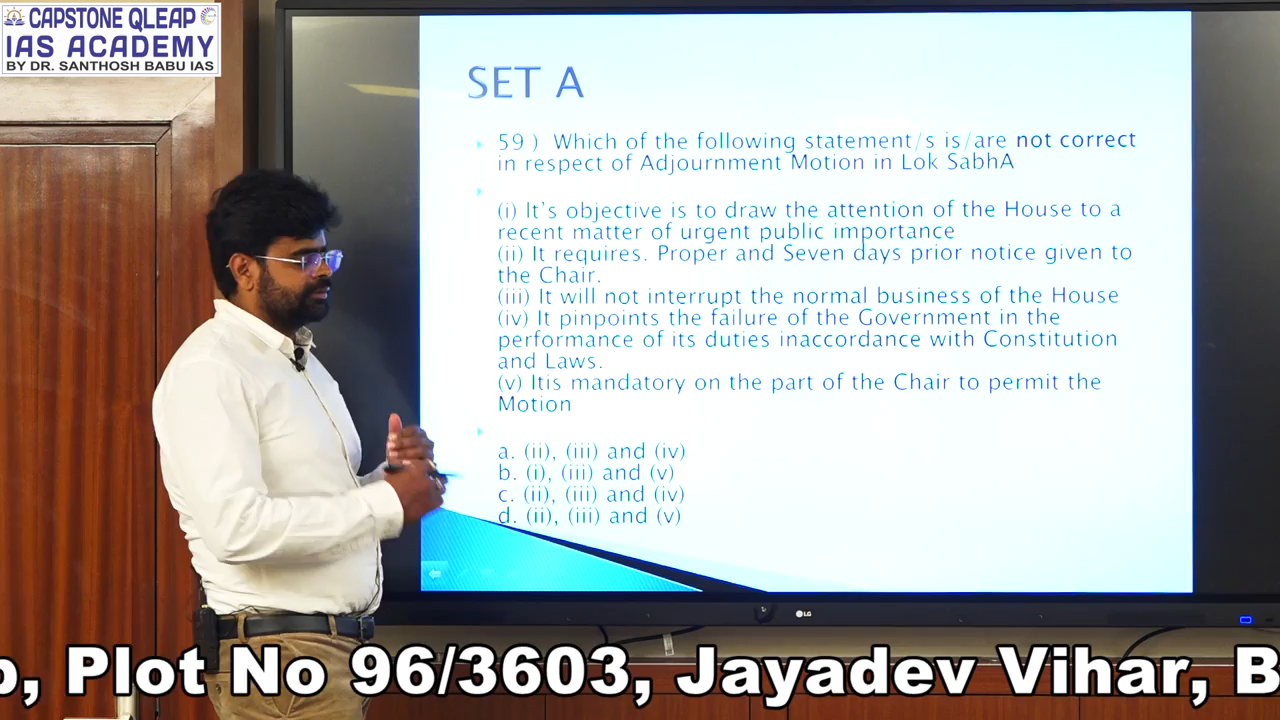 CAPSTONE QLEAP
IAS ACADEMY
BY DR. SANTHOSH BABU IAS
SET A
59 ) Which of the following statement/s is/are not correct
in respect of Adjournment Motion in Lok SabhA
(i) It's objective is to draw the attention of the House to a
recent matter of urgent public importance
(ii) It requires. Proper and Seven days prior notice given to
the Chair.
(iii) It will not interrupt the normal business of the House
(iv) It pinpoints the failure of the Government in the
performance of its duties inaccordance with Constitution
and Laws.
(v) Itis mandatory on the part of the Chair to permit the
Motion
a. (ii), (iii) and (iv)
b. (i), (iii) and (v)
c. (ii), (iii) and (iv)
d. (ii), (iii) and (v)
LG
, Plot No 96/3603, Jayadev Vihar, B